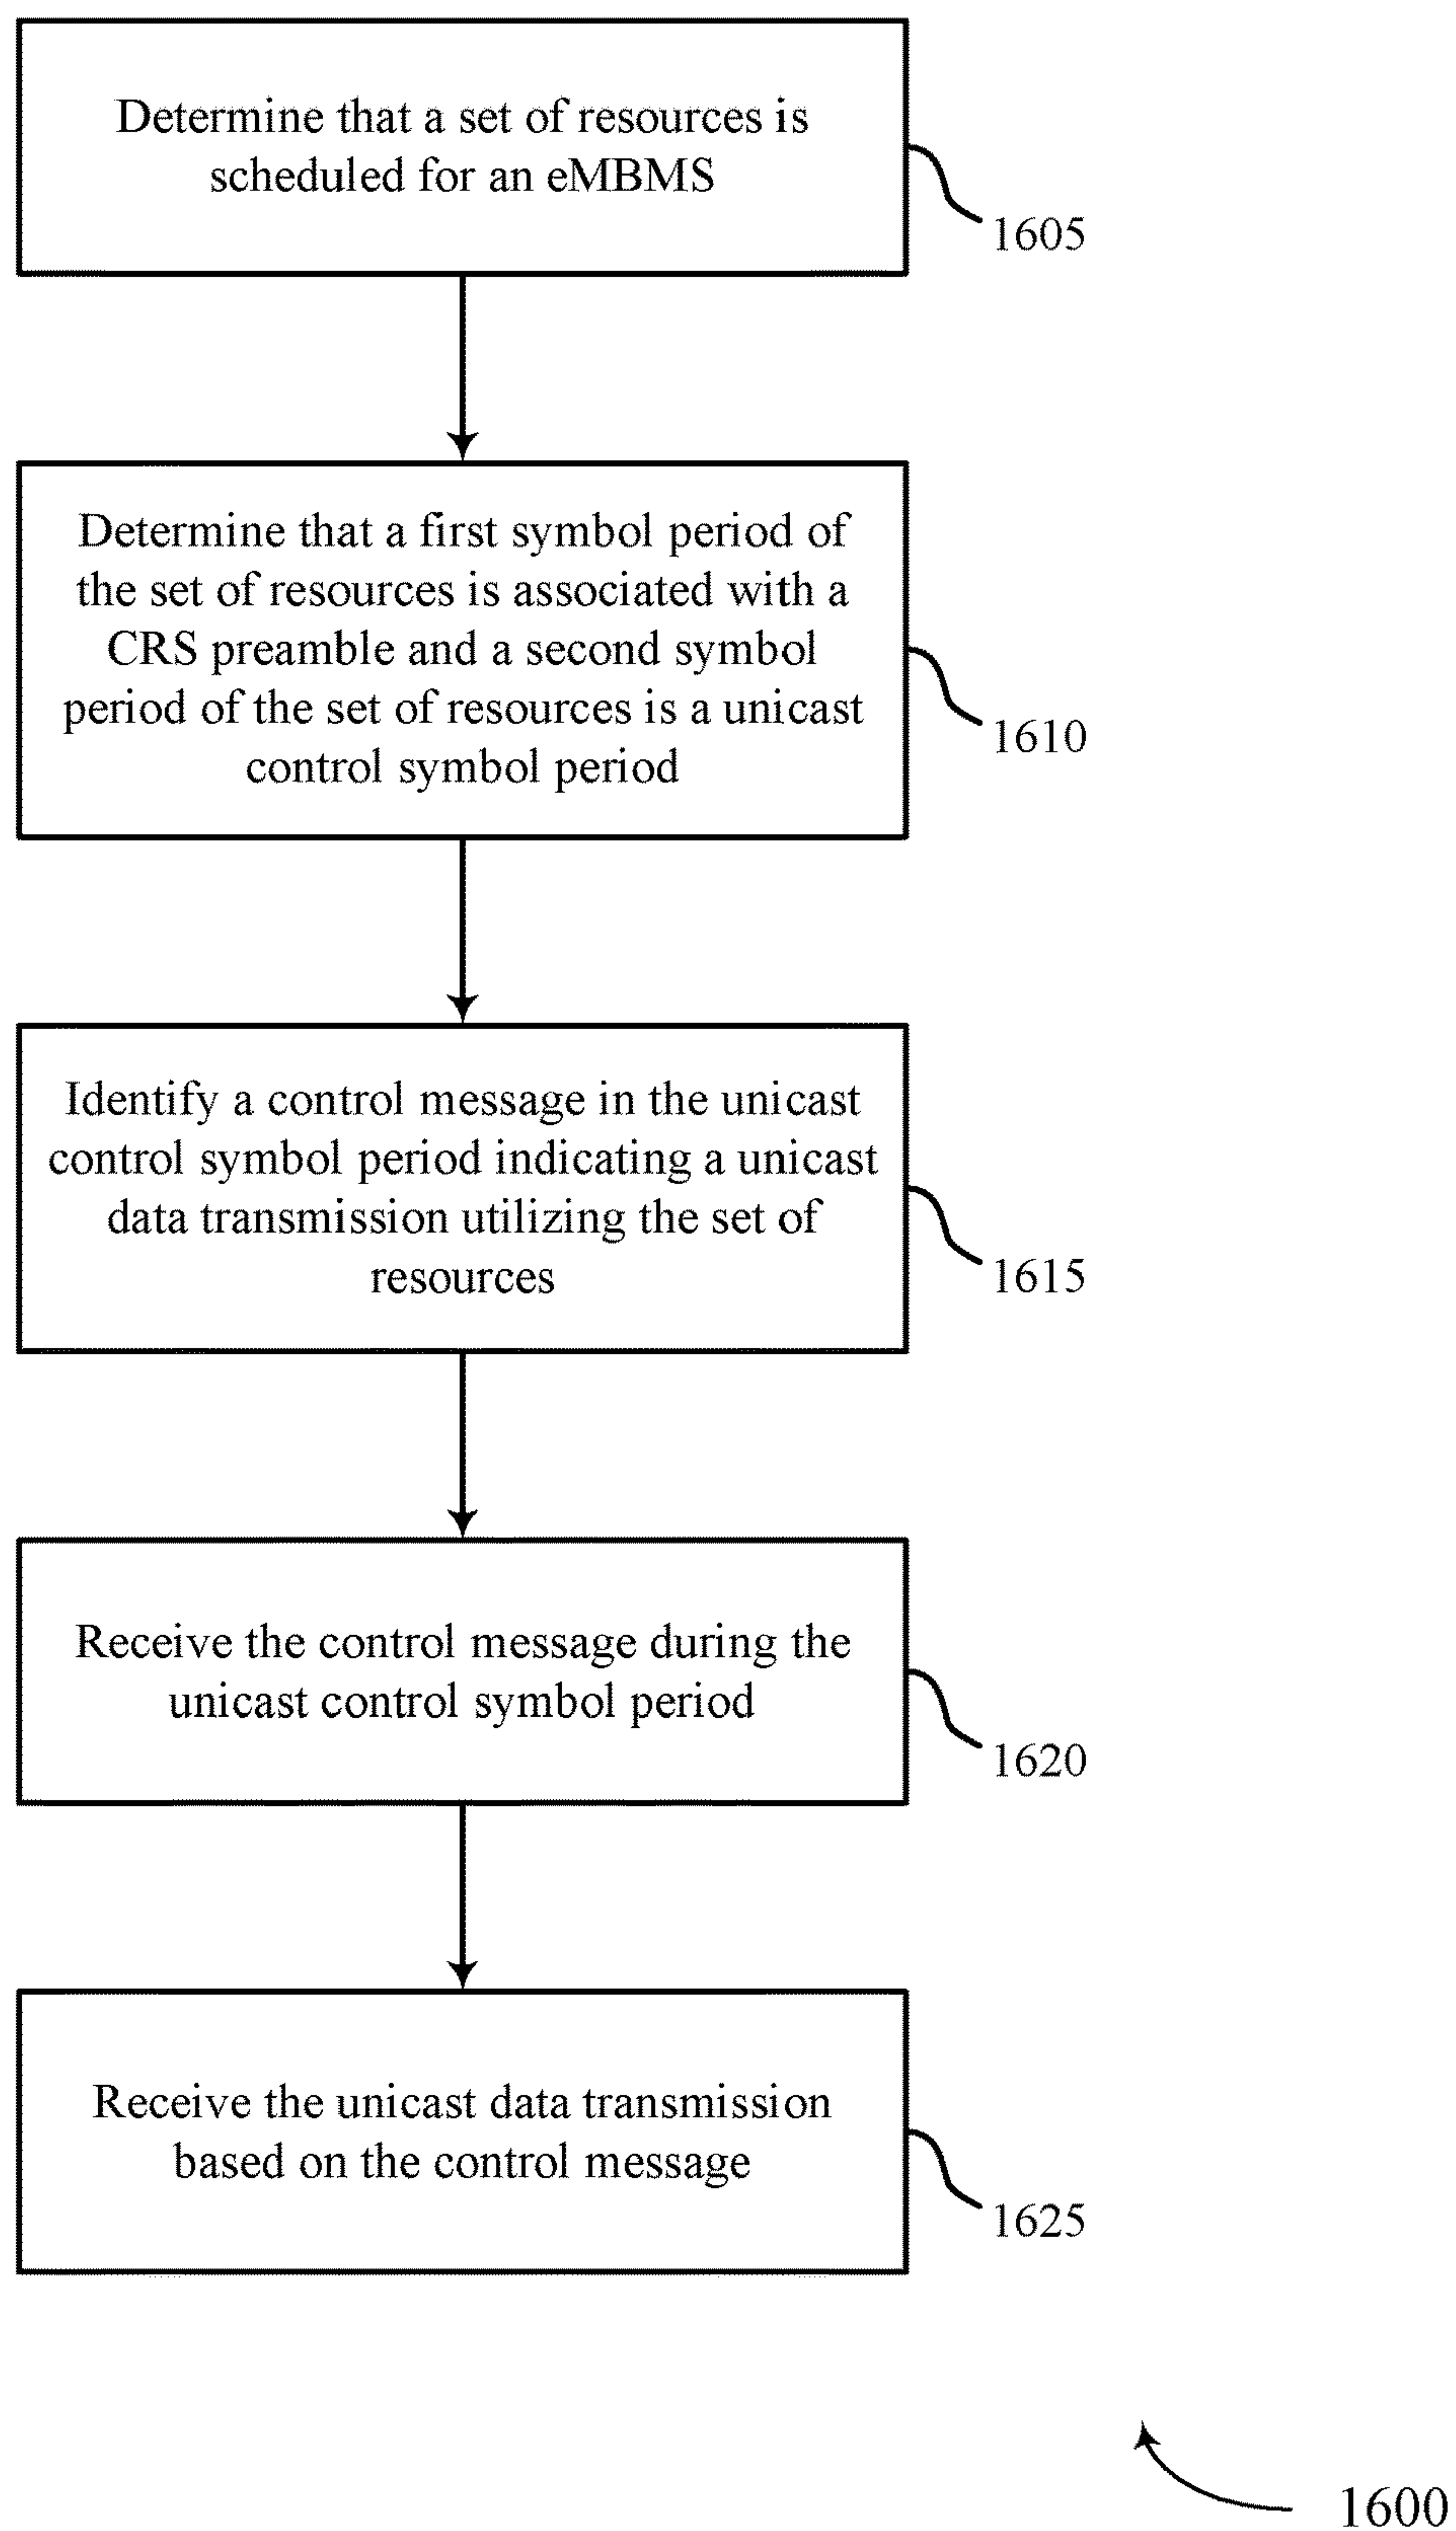 Determine that a set of resources is
scheduled for an eMBMS
1605
Determine that a first symbol period of
the set of resources is associated with a
CRS preamble and a second symbol
period of the set of resources is a unicast
control symbol period
1610
Identify a control message in the unicast
control symbol period indicating a unicast
data transmission utilizing the set of
resources
1615
Receive the control message during the
unicast control symbol period
1620
Receive the unicast data transmission
based on the control message
1625
1600